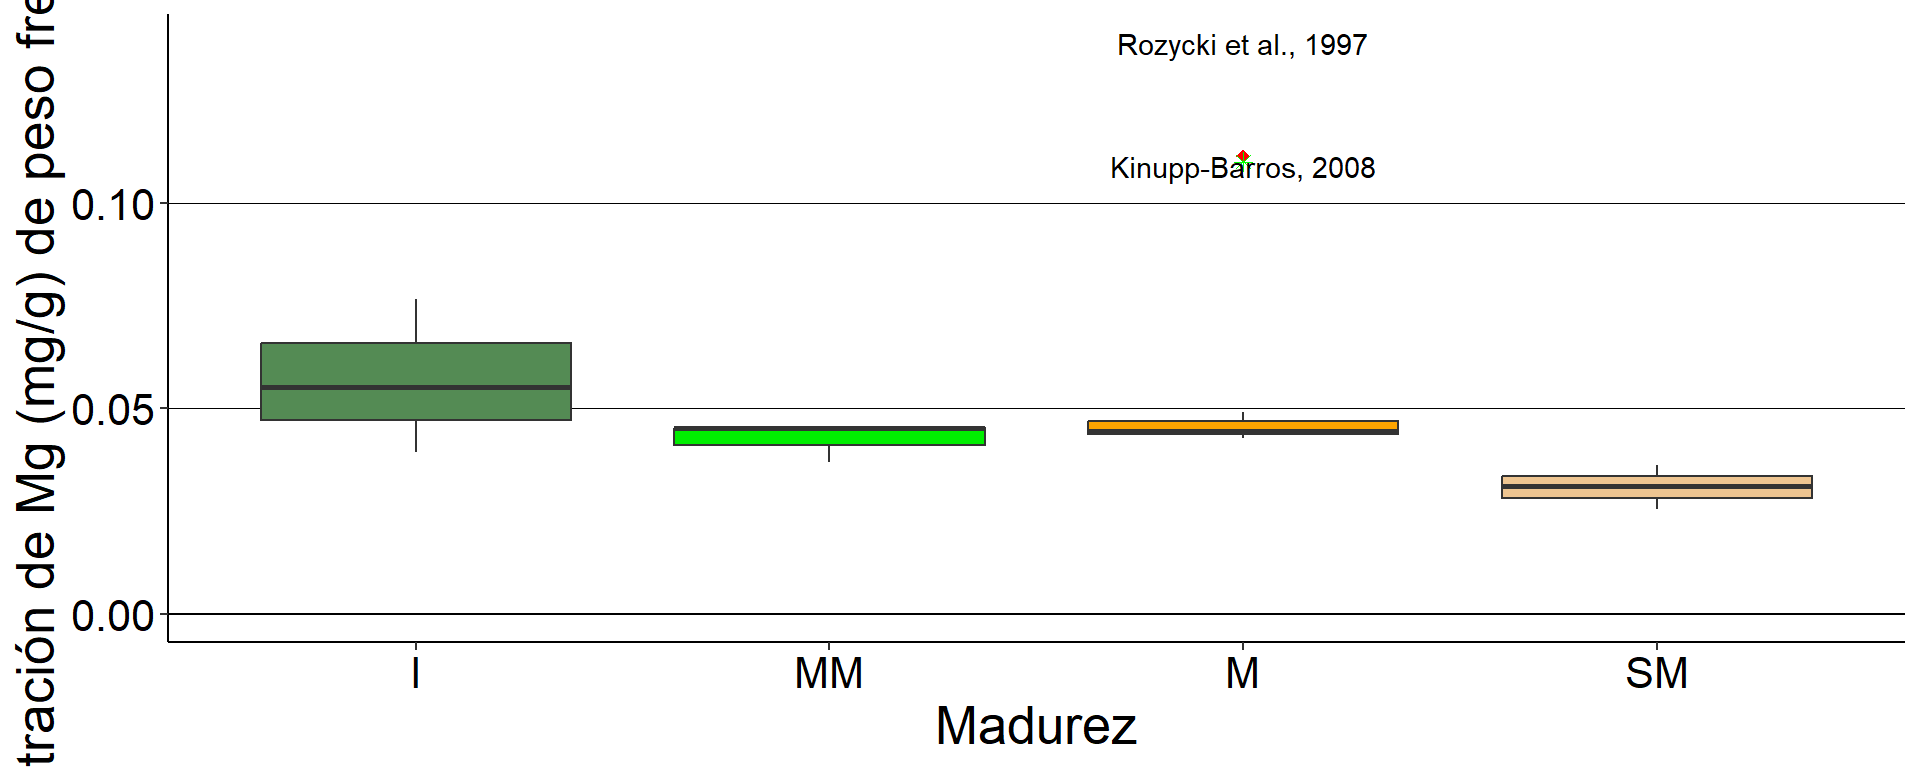 tración de Mg (mg/g) de peso fre
Rozycki et al., 1997
Kinupp-Barros, 2008
0.10
0.05
0.00
I
MM
M
SM
Madurez